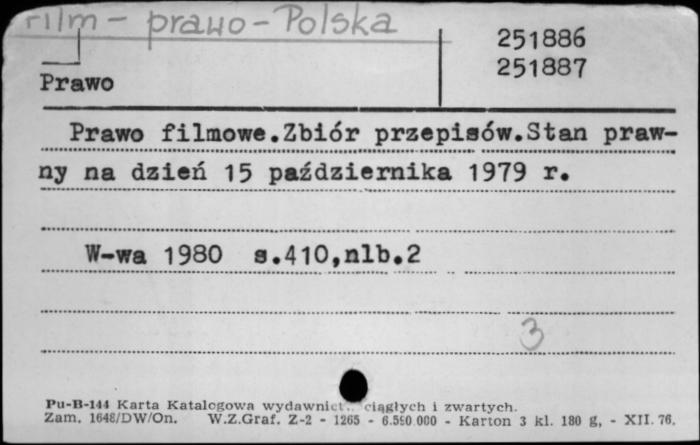 Film - prawo - Polska
251886
251887
Prawo
Prawo filmowe.Zbiór przepisów.Stan praw-
ny na dzień 15 października 1979 r.
W-wa 1980 s.410,nlb.2
3
Pu-B-144 Karta Katalogowa wydawnict.. ciągłych i zwartych.
Zam. 1648/DW/On. W.Z.Graf. Z-2 - 1265 - 6.550.000 - Karton 3 kl. 180 g, - XII. 76.